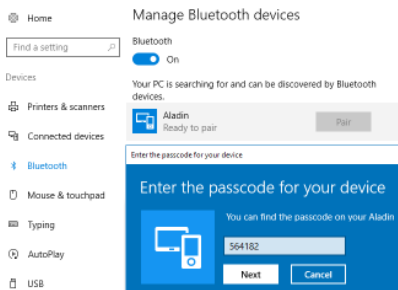 Home
Find a setting
Devices
Printers & scanners
Connected devices
Bluetooth
Mouse & touchpad
Typing
AutoPlay
USB
Manage Bluetooth devices
Bluetooth
On
Your PC is searching for and can be discovered by Bluetooth
devices.
Aladin
Ready to pair
Pair
Enter the passcode for your device
Enter the passcode for your device
You can find the passcode on your Aladin
564182
Next
Cancel